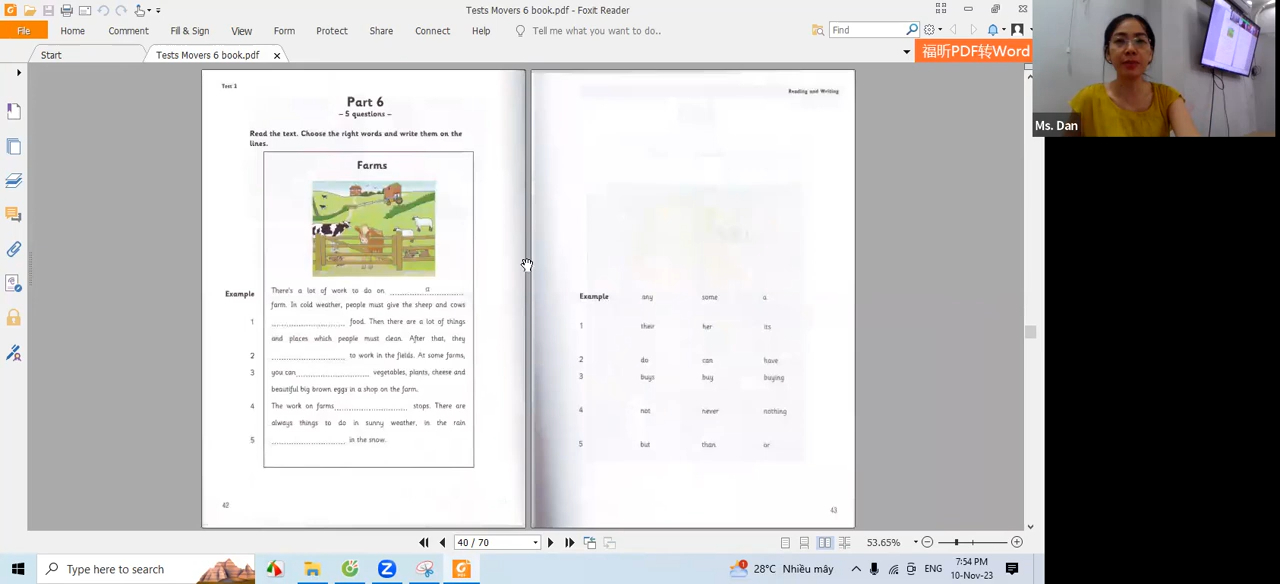 Tests Movers 6 book.pdf - Foxit Reader
File Home Comment Fill & Sign View Form Protect Share Connect Help Tell me what you want to do.. Find
Start Tests Movers 6 book.pdf
福昕PDF转Word
Ms. Dan
Part 6
– 5 questions –
Read the text. Choose the right words and write them on the
lines.
Farms
There's a lot of work to do on ........................ a
Example farm. In cold weather, people must give the sheep and cows
1 ........................ food. Then there are a lot of things
and places which people must clean. After that, they
2 ........................ to work in the fields. At some farms,
3 you can ........................ vegetables, plants, cheese and
beautiful big brown eggs in a shop on the farm.
4 The work on farms ........................ stops. There are
always things to do in sunny weather, in the rain
5 ........................ in the snow.
42
Reading and Writing
Example any some a
1 their her its
2 do can have
3 buys buy buying
4 not never nothing
5 but than or
43
40 / 70
53.65%
Type here to search
28°C Nhiều mây
ENG
7:54 PM
10-Nov-23